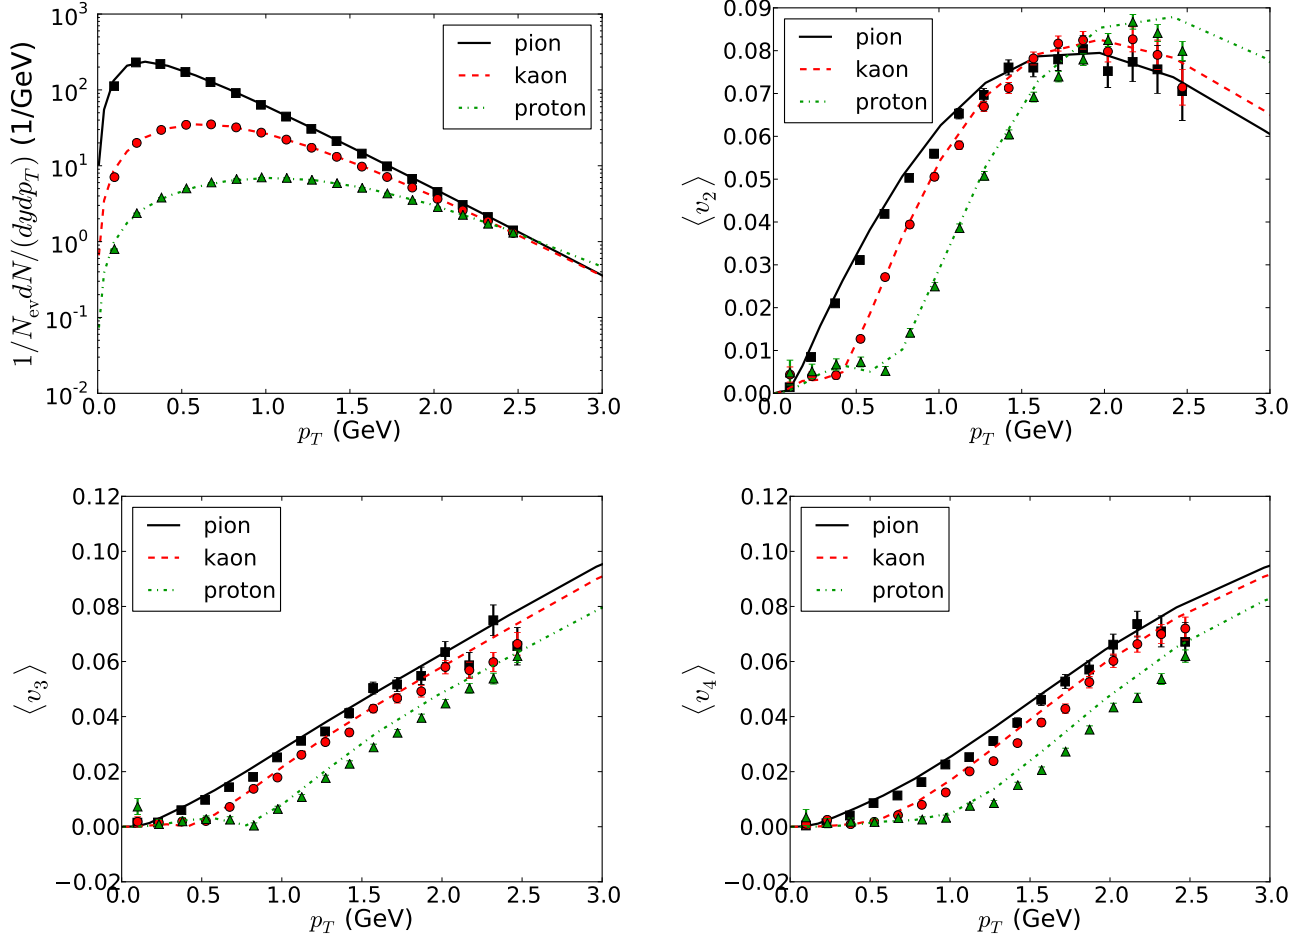 1/N_ev dN/(dydp_T) (1/GeV)
10^3
10^2
10^1
10^0
10^-1
10^-2
pion
kaon
proton
0.0 0.5 1.0 1.5 2.0 2.5 3.0
p_T (GeV)
⟨v_2⟩
0.09
0.08
0.07
0.06
0.05
0.04
0.03
0.02
0.01
0.00
pion
kaon
proton
0.0 0.5 1.0 1.5 2.0 2.5 3.0
p_T (GeV)
⟨v_3⟩
0.12
0.10
0.08
0.06
0.04
0.02
0.00
−0.02
pion
kaon
proton
0.0 0.5 1.0 1.5 2.0 2.5 3.0
p_T (GeV)
⟨v_4⟩
0.12
0.10
0.08
0.06
0.04
0.02
0.00
−0.02
pion
kaon
proton
0.0 0.5 1.0 1.5 2.0 2.5 3.0
p_T (GeV)